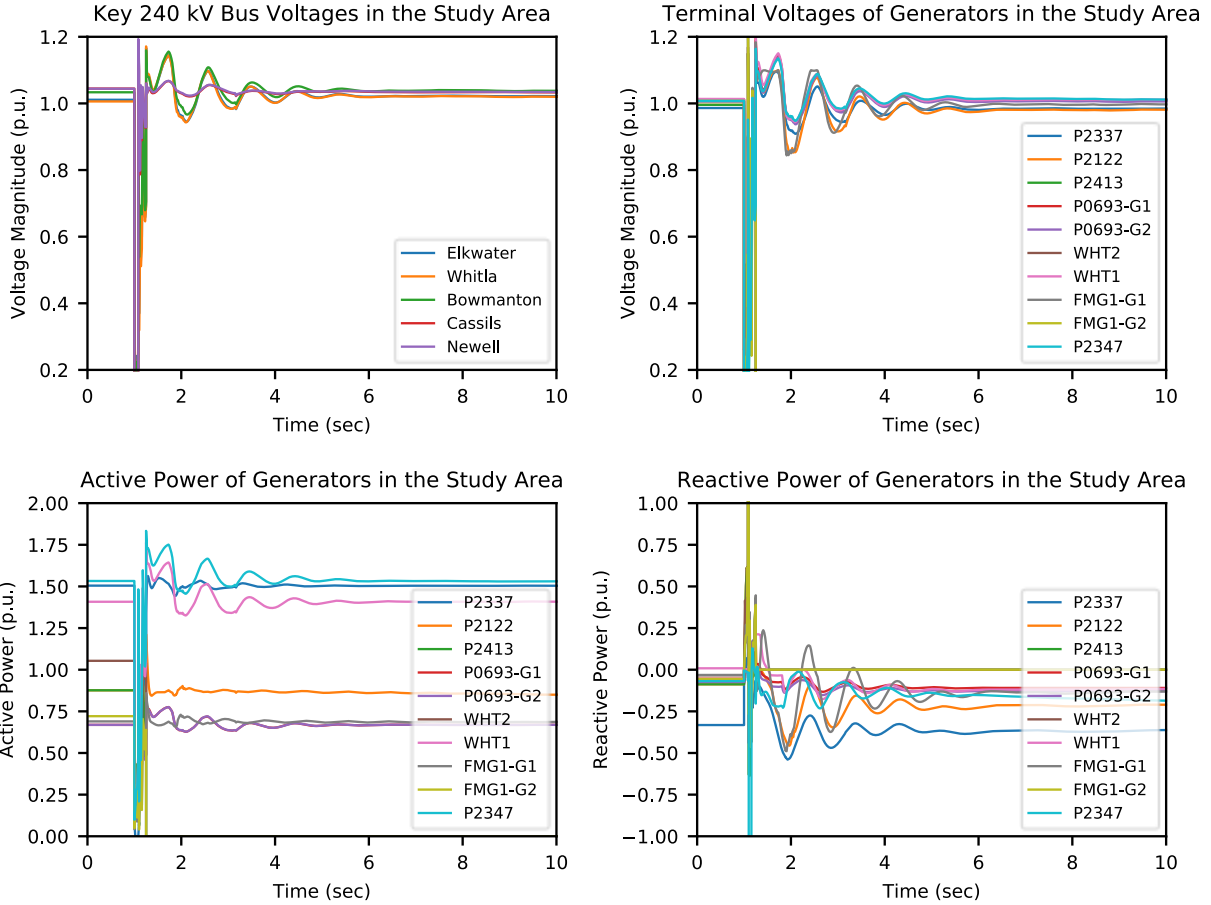 Key 240 kV Bus Voltages in the Study Area
1.2
1.0
0.8
0.6
0.4
0.2
Voltage Magnitude (p.u.)
Elkwater
Whitla
Bowmanton
Cassils
Newell
0 2 4 6 8 10
Time (sec)
Terminal Voltages of Generators in the Study Area
1.2
1.0
0.8
0.6
0.4
0.2
Voltage Magnitude (p.u.)
P2337
P2122
P2413
P0693-G1
P0693-G2
WHT2
WHT1
FMG1-G1
FMG1-G2
P2347
0 2 4 6 8 10
Time (sec)
Active Power of Generators in the Study Area
2.00
1.75
1.50
1.25
1.00
0.75
0.50
0.25
0.00
Active Power (p.u.)
P2337
P2122
P2413
P0693-G1
P0693-G2
WHT2
WHT1
FMG1-G1
FMG1-G2
P2347
0 2 4 6 8 10
Time (sec)
Reactive Power of Generators in the Study Area
1.00
0.75
0.50
0.25
0.00
−0.25
−0.50
−0.75
−1.00
Reactive Power (p.u.)
P2337
P2122
P2413
P0693-G1
P0693-G2
WHT2
WHT1
FMG1-G1
FMG1-G2
P2347
0 2 4 6 8 10
Time (sec)